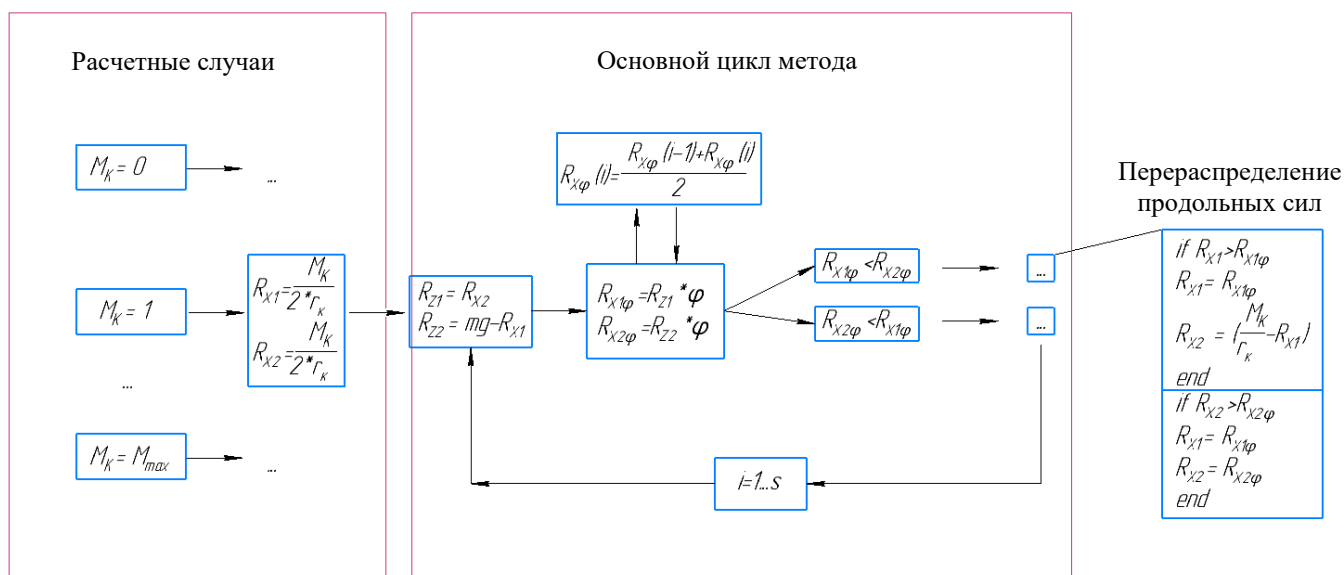 Расчетные случаи
M_K = 0
...
M_K = 1
R_X1 = M_K / 2*r_K
R_X2 = M_K / 2*r_K
...
M_K = M_max
...
Основной цикл метода
R_Xφ (i) = (R_Xφ (i-1)+R_Xφ (i)) / 2
R_Z1 = R_X2
R_Z2 = mg-R_X1
R_X1φ =R_Z1 *φ
R_X2φ =R_Z2 *φ
R_X1φ <R_X2φ
...
R_X2φ <R_X1φ
...
i=1...s
Перераспределение
продольных сил
if R_X1>R_X1φ
R_X1= R_X1φ
R_X2 = (M_K / r_K -R_X1)
end
if R_X2>R_X2φ
R_X1= R_X1φ
R_X2= R_X2φ
end